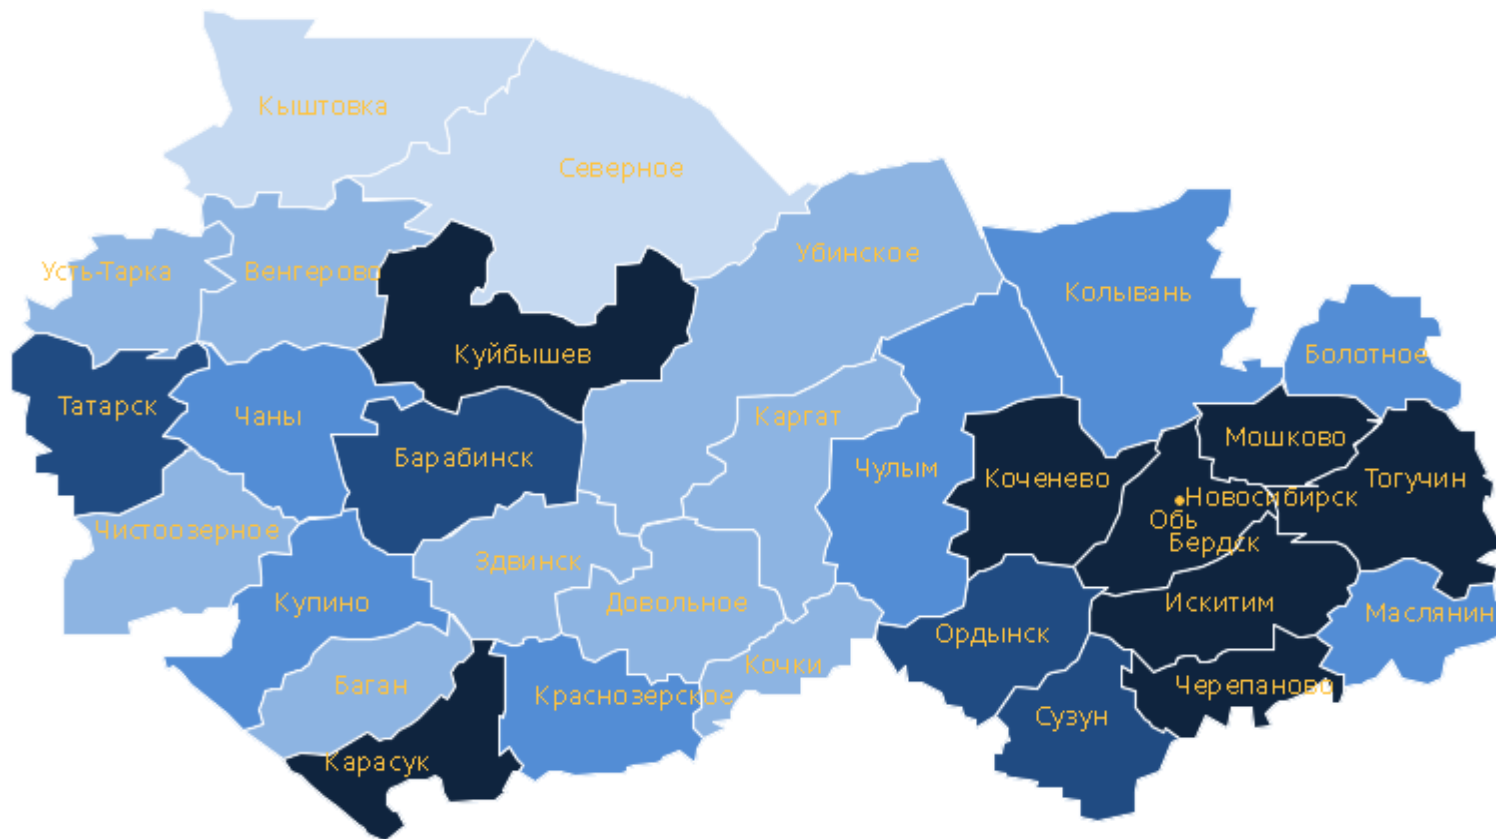 Кыштовка
Северное
Убинское
Усть-Тарка
Венгерово
Колывань
Куйбышев
Болотное
Татарск
Чаны
Каргат
Мошково
Барабинск
Чулым
Коченево
Тогучин
Новосибирск
Обь
Чистоозерное
Бердск
Здвинск
Купино
Довольное
Искитим
Маслянин
Ордынск
Кочки
Баган
Черепаново
Краснозерское
Сузун
Карасук